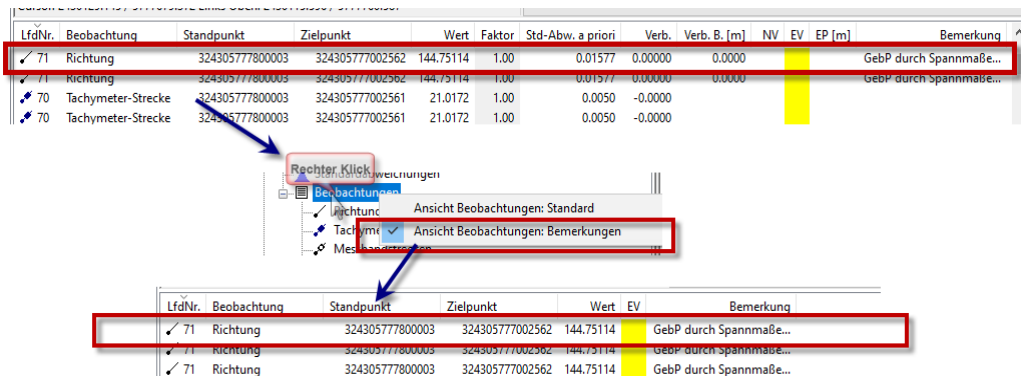 LfdNr. Beobachtung Standpunkt Zielpunkt Wert Faktor Std-Abw. a priori Verb. Verb. B. [m] NV EV EP [m] Bemerkung
71 Richtung 324305777800003 324305777002562 144.75114 1.00 0.01577 0.00000 0.0000 GebP durch Spannmaße...
71 Richtung 324305777800003 324305777002562 144.75114 1.00 0.01577 0.00000 0.0000 GebP durch Spannmaße...
70 Tachymeter-Strecke 324305777800003 324305777002561 21.0172 1.00 0.0050 -0.0000
70 Tachymeter-Strecke 324305777800003 324305777002561 21.0172 1.00 0.0050 -0.0000
Rechter Klick
Standardabweichungen
Beobachtungen
Richtung
Ansicht Beobachtungen: Standard
Tachyme
Ansicht Beobachtungen: Bemerkungen
LfdNr. Beobachtung Standpunkt Zielpunkt Wert EV Bemerkung
71 Richtung 324305777800003 324305777002562 144.75114 GebP durch Spannmaße...
71 Richtung 324305777800003 324305777002562 144.75114 GebP durch Spannmaße...
71 Richtung 324305777800003 324305777002562 144.75114 GebP durch Spannmaße...